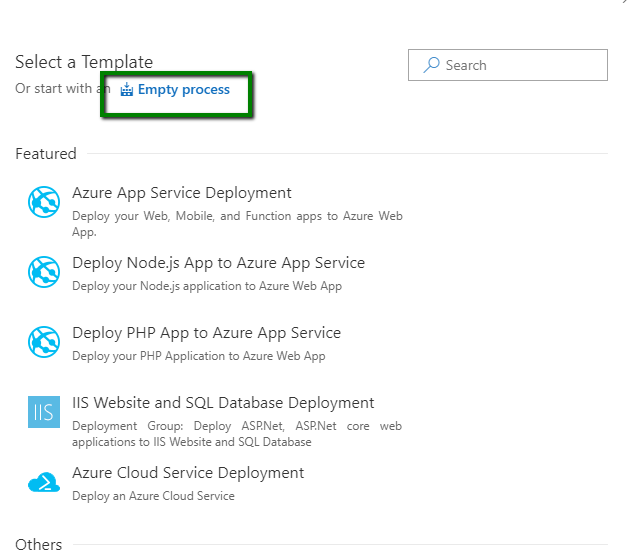 Select a Template
Search
Or start with an Empty process
Featured
Azure App Service Deployment
Deploy your Web, Mobile, and Function apps to Azure Web
App.
Deploy Node.js App to Azure App Service
Deploy your Node.js application to Azure Web App
Deploy PHP App to Azure App Service
Deploy your PHP Application to Azure Web App
IIS
IIS Website and SQL Database Deployment
Deployment Group: Deploy ASP.Net, ASP.Net core web
applications to IIS Website and SQL Database
Azure Cloud Service Deployment
Deploy an Azure Cloud Service
Others